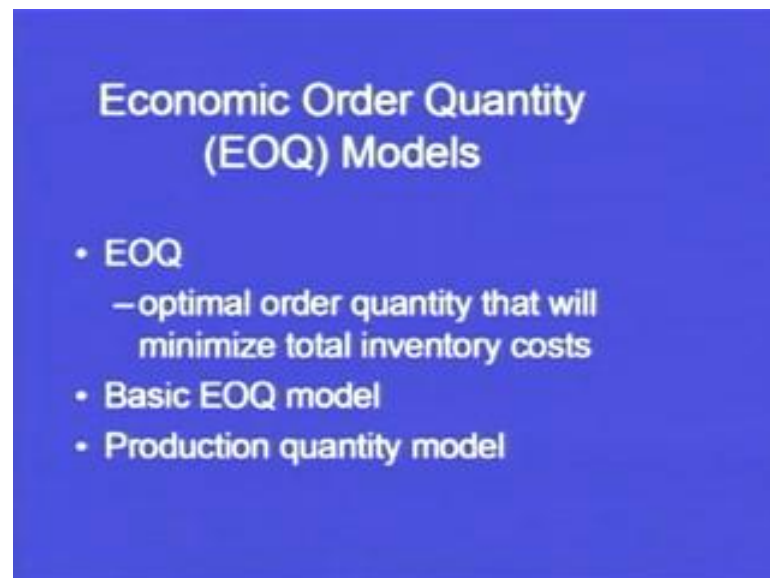 Economic Order Quantity
(EOQ) Models
• EOQ
–optimal order quantity that will
minimize total inventory costs
• Basic EOQ model
• Production quantity model